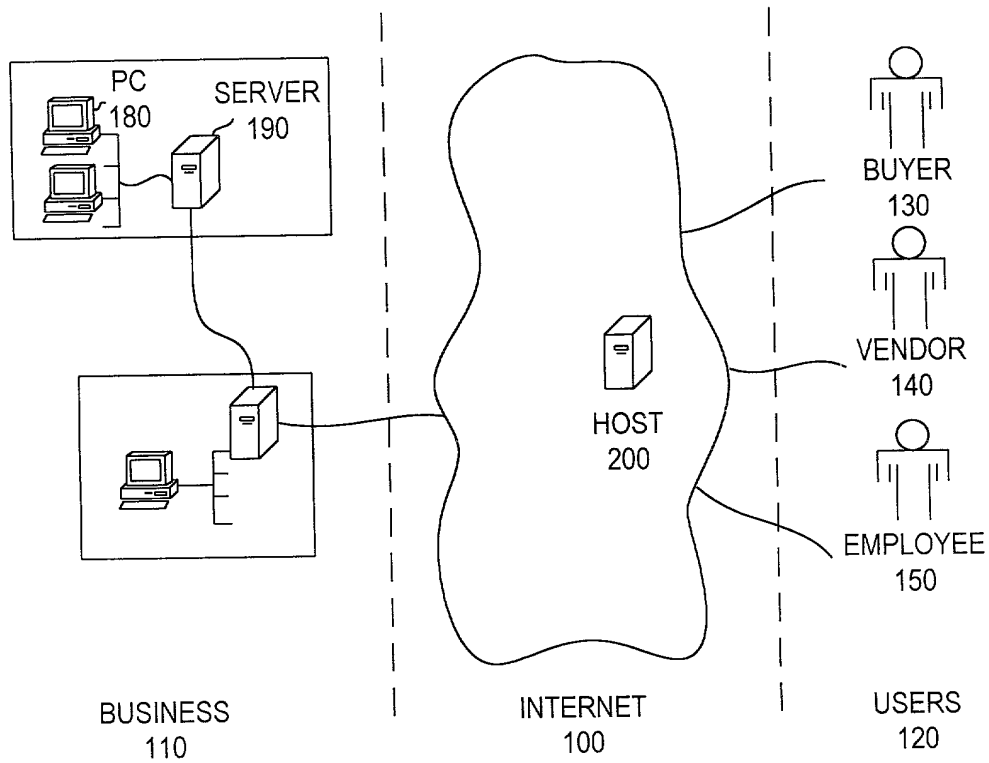 PC
180
SERVER
190
BUYER
130
VENDOR
140
HOST
200
EMPLOYEE
150
BUSINESS
110
INTERNET
100
USERS
120